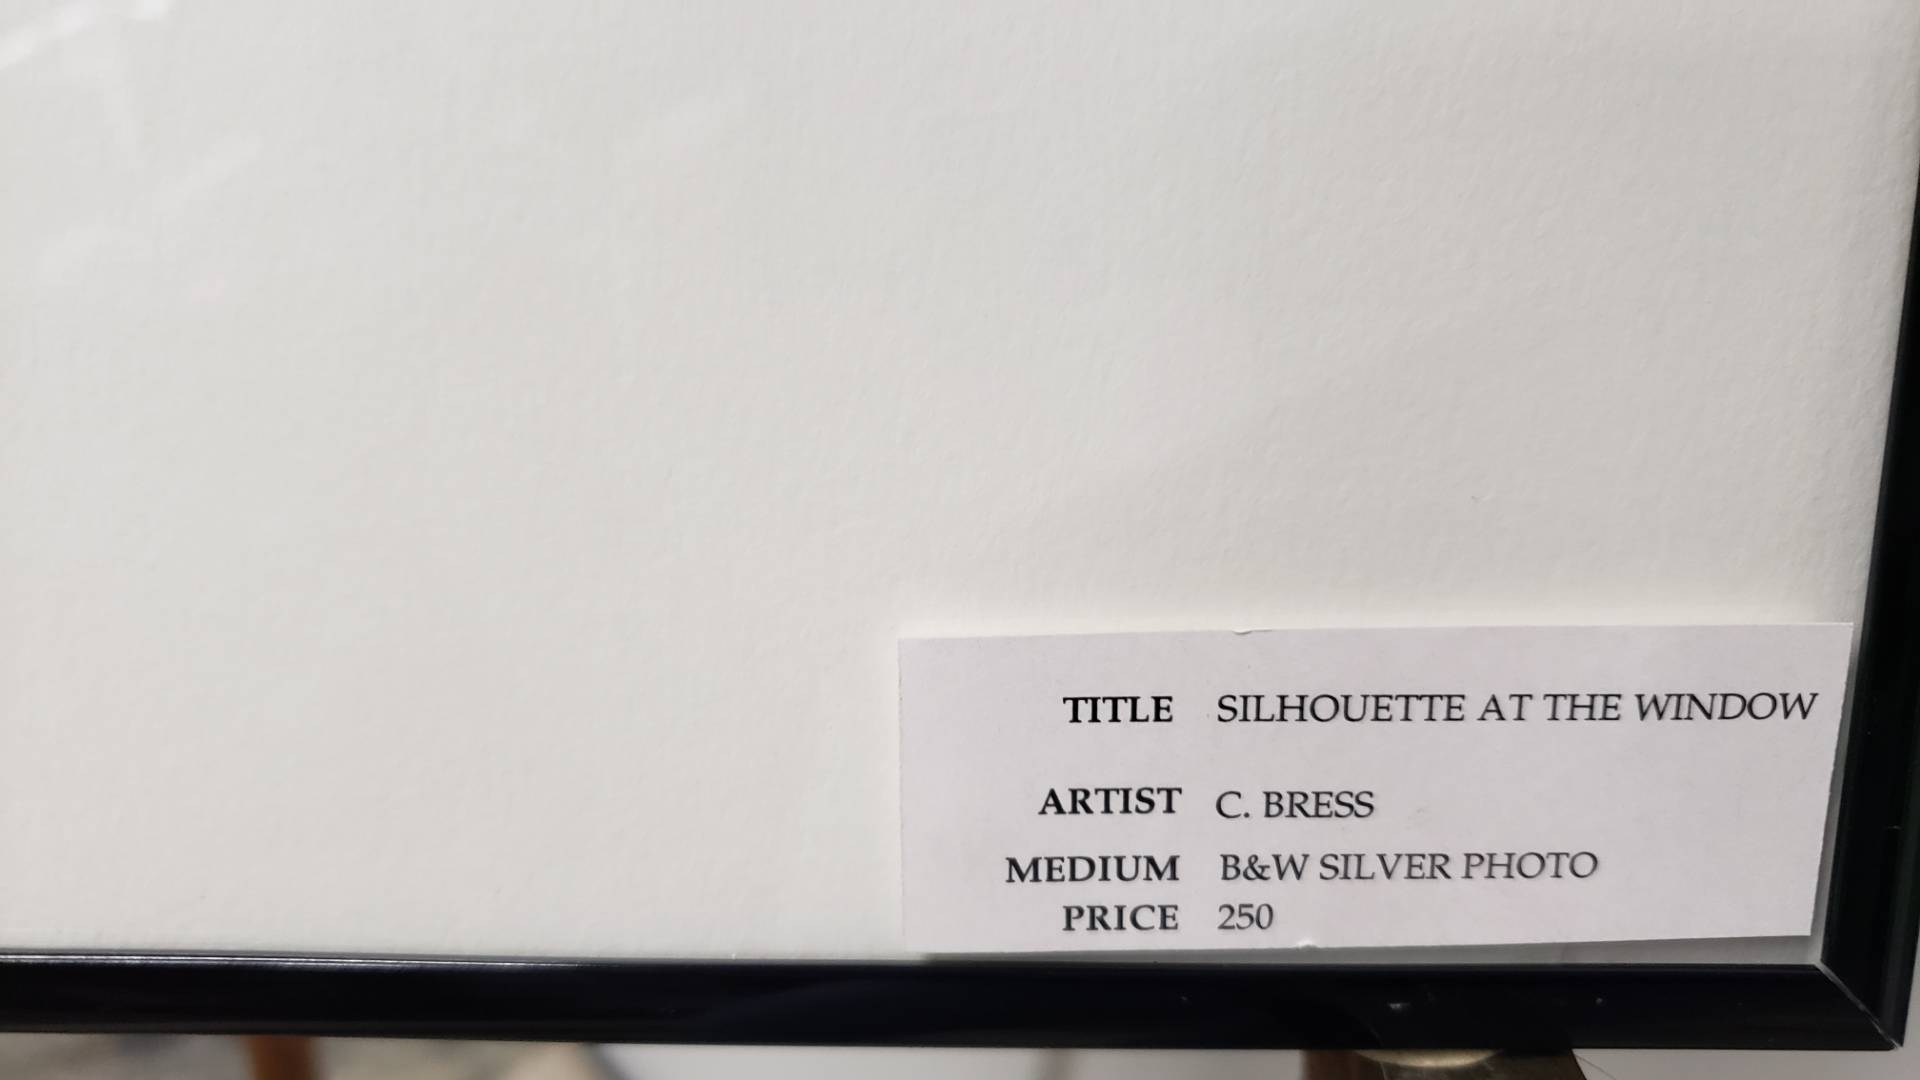 TITLE SILHOUETTE AT THE WINDOW
ARTIST C. BRESS
MEDIUM B&W SILVER PHOTO
PRICE 250